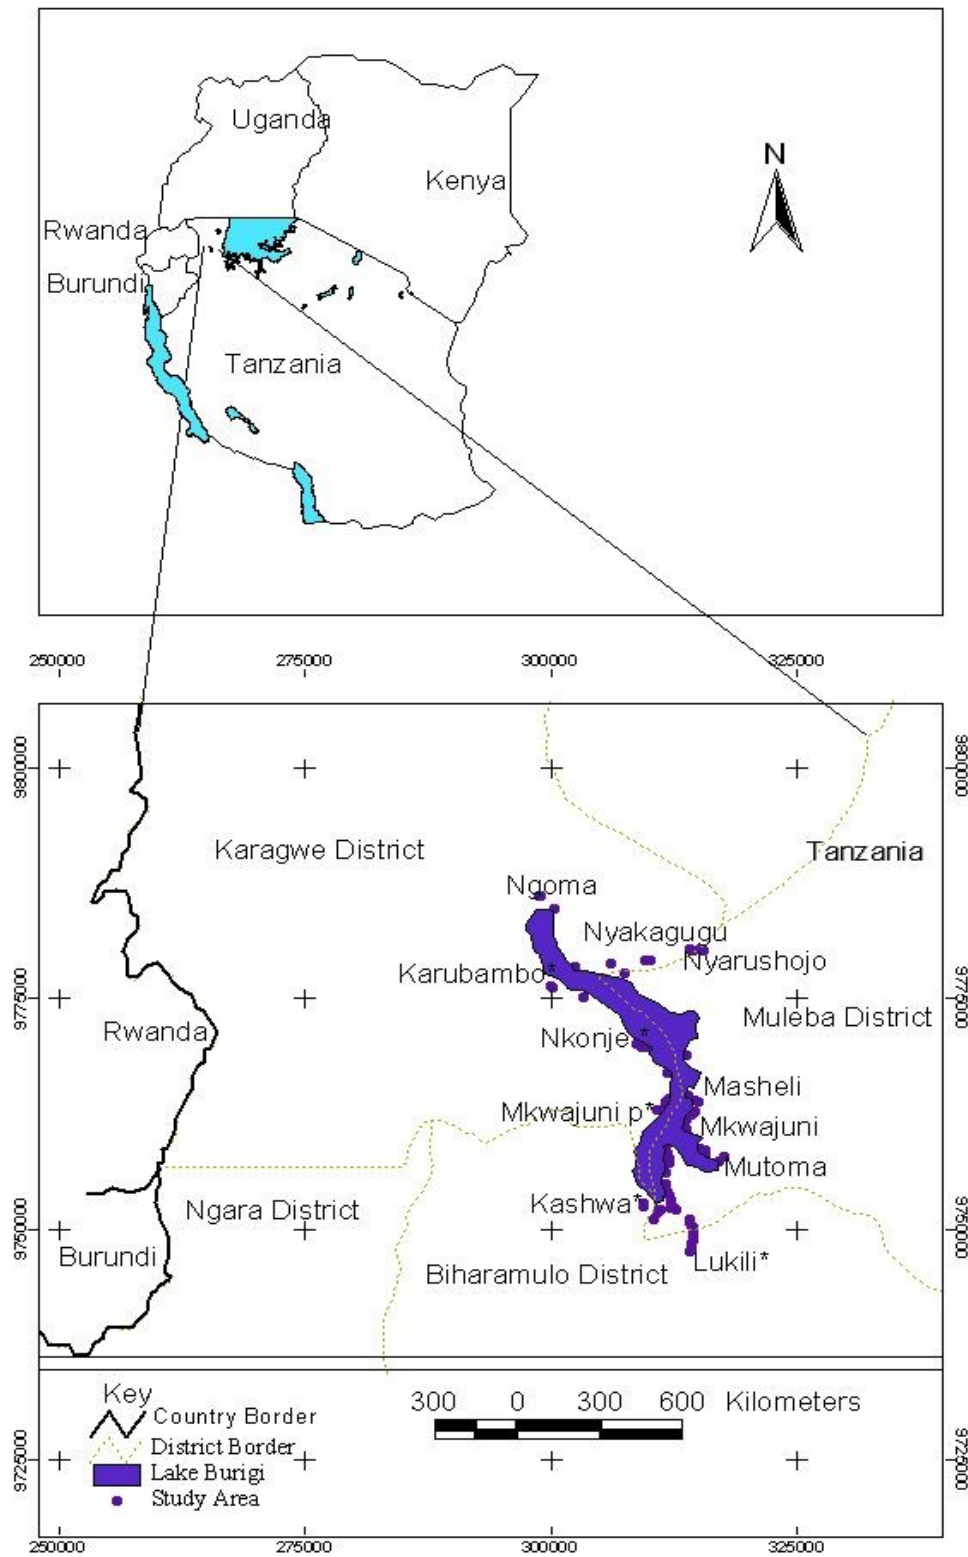 Uganda
N
Kenya
Rwanda
Burundi
Tanzania
250000 275000 300000 325000
9800000 9800000
Karagwe District
Tanzania
Ngoma
Nyakagugu
Karubambo*
Nyarushojo
9775000 9775000
Rwanda
Nkonje*
Muleba District
Masheli
Mkwajuni p*
Mkwajuni
Mutoma
Ngara District
Kashwa*
9750000 9750000
Burundi
Biharamulo District
Lukili*
Key
Country Border
District Border
Lake Burigi
Study Area
300 0 300 600 Kilometers
9725000 9725000
250000 275000 300000 325000